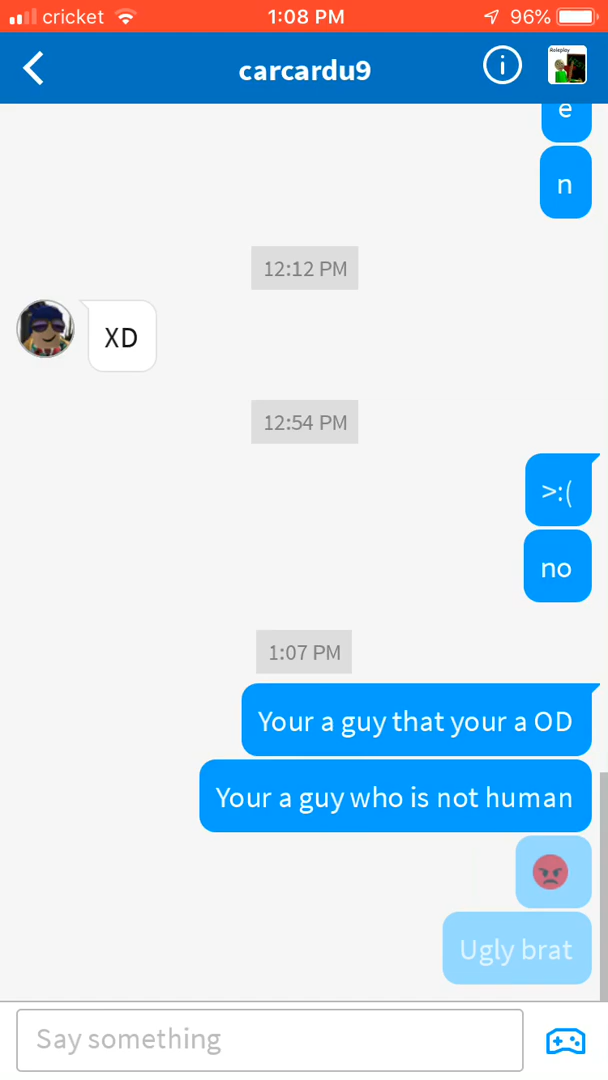 cricket 1:08 PM 96%
carcardu9
Roleplay
e
n
12:12 PM
XD
12:54 PM
>:(
no
1:07 PM
Your a guy that your a OD
Your a guy who is not human
😡
Ugly brat
Say something